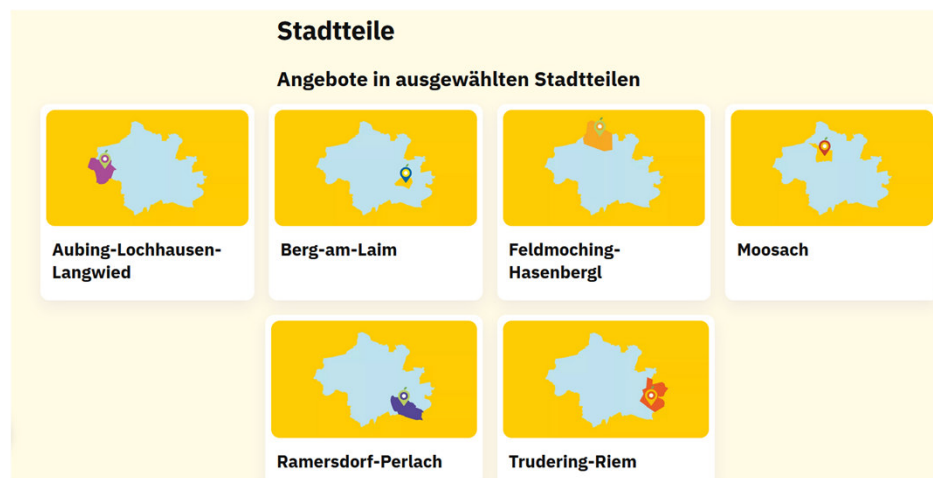 Stadtteile
Angebote in ausgewählten Stadtteilen
Aubing-Lochhausen-
Langwied
Berg-am-Laim
Feldmoching-
Hasenbergl
Moosach
Ramersdorf-Perlach
Trudering-Riem